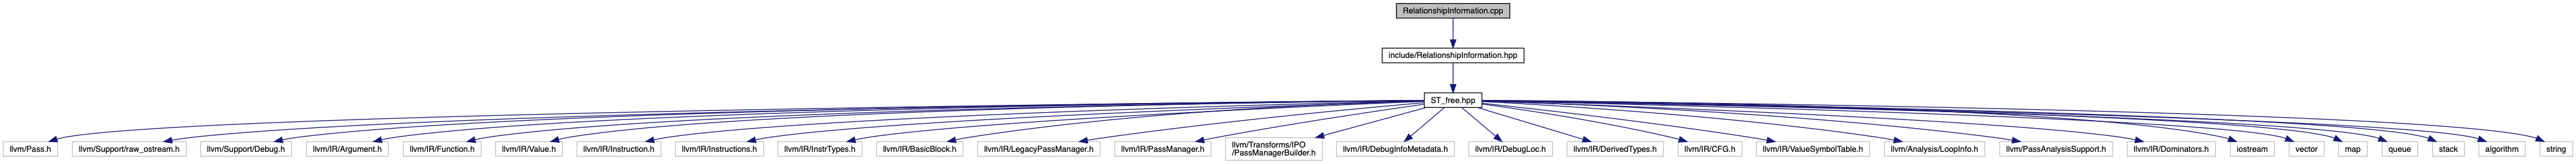 RelationshipInformation.cpp
include/RelationshipInformation.hpp
ST_free.hpp
llvm/Pass.h
llvm/Support/raw_ostream.h
llvm/Support/Debug.h
llvm/IR/Argument.h
llvm/IR/Function.h
llvm/IR/Value.h
llvm/IR/Instruction.h
llvm/IR/Instructions.h
llvm/IR/InstrTypes.h
llvm/IR/BasicBlock.h
llvm/IR/LegacyPassManager.h
llvm/IR/PassManager.h
llvm/Transforms/IPO
/PassManagerBuilder.h
llvm/IR/DebugInfoMetadata.h
llvm/IR/DebugLoc.h
llvm/IR/DerivedTypes.h
llvm/IR/CFG.h
llvm/IR/ValueSymbolTable.h
llvm/Analysis/LoopInfo.h
llvm/PassAnalysisSupport.h
llvm/IR/Dominators.h
iostream
vector
map
queue
stack
algorithm
string